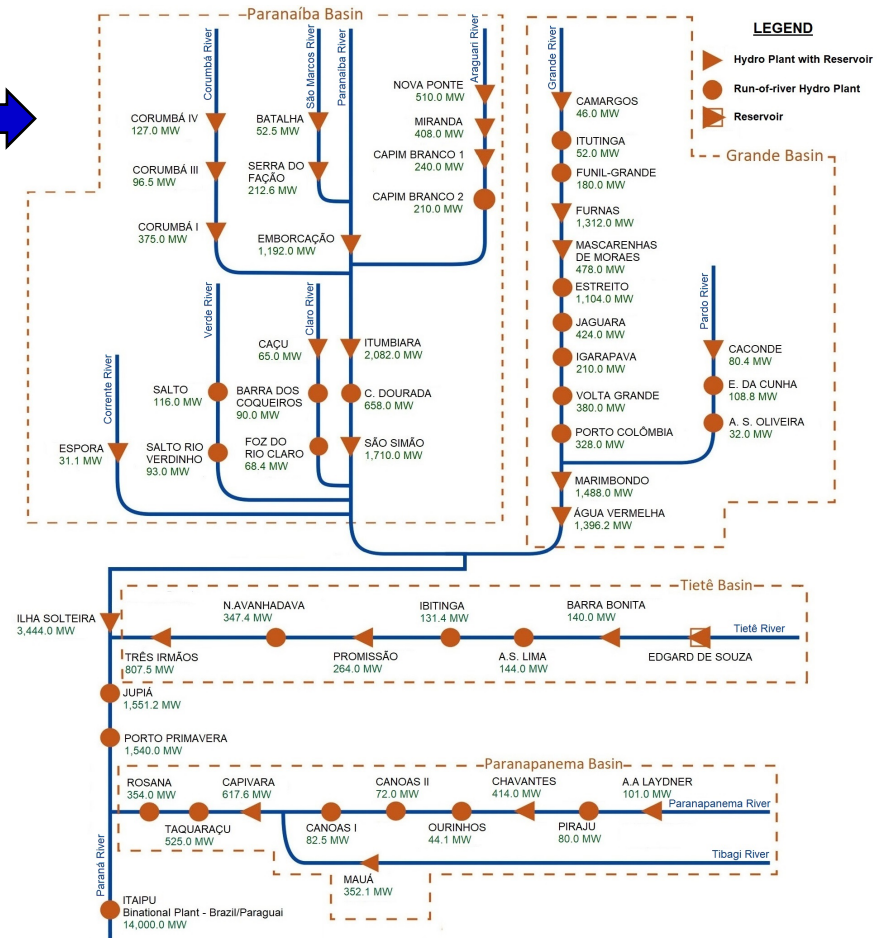 Paranaíba Basin
LEGEND
Hydro Plant with Reservoir
Run-of-river Hydro Plant
Reservoir
Corumbá River
São Marcos River
Paranaíba River
Araguari River
Grande River
NOVA PONTE
510.0 MW
CORUMBÁ IV
127.0 MW
BATALHA
52.5 MW
MIRANDA
408.0 MW
CAPIM BRANCO 1
240.0 MW
CORUMBÁ III
96.5 MW
SERRA DO
FAÇÃO
212.6 MW
CAPIM BRANCO 2
210.0 MW
CORUMBÁ I
375.0 MW
EMBORCAÇÃO
1,192.0 MW
Verde River
Claro River
Corrente River
CAÇU
65.0 MW
ITUMBIARA
2,082.0 MW
SALTO
116.0 MW
BARRA DOS
COQUEIROS
90.0 MW
C. DOURADA
658.0 MW
ESPORA
31.1 MW
SALTO RIO
VERDINHO
93.0 MW
FOZ DO
RIO CLARO
68.4 MW
SÃO SIMÃO
1,710.0 MW
Grande Basin
CAMARGOS
46.0 MW
ITUTINGA
52.0 MW
FUNIL-GRANDE
180.0 MW
FURNAS
1,312.0 MW
MASCARENHAS
DE MORAES
478.0 MW
ESTREITO
1,104.0 MW
JAGUARA
424.0 MW
IGARAPAVA
210.0 MW
VOLTA GRANDE
380.0 MW
PORTO COLÔMBIA
328.0 MW
Pardo River
CACONDE
80.4 MW
E. DA CUNHA
108.8 MW
A. S. OLIVEIRA
32.0 MW
MARIMBONDO
1,488.0 MW
ÁGUA VERMELHA
1,396.2 MW
Tietê Basin
ILHA SOLTEIRA
3,444.0 MW
N.AVANHADAVA
347.4 MW
IBITINGA
131.4 MW
BARRA BONITA
140.0 MW
Tietê River
TRÊS IRMÃOS
807.5 MW
PROMISSÃO
264.0 MW
A.S. LIMA
144.0 MW
EDGARD DE SOUZA
JUPIÁ
1,551.2 MW
PORTO PRIMAVERA
1,540.0 MW
Paranapanema Basin
ROSANA
354.0 MW
CAPIVARA
617.6 MW
CANOAS II
72.0 MW
CHAVANTES
414.0 MW
A.A LAYDNER
101.0 MW
Paranapanema River
TAQUARAÇU
525.0 MW
CANOAS I
82.5 MW
OURINHOS
44.1 MW
PIRAJU
80.0 MW
Tibagi River
MAUÁ
352.1 MW
Paraná River
ITAIPU
Binational Plant - Brazil/Paraguai
14,000.0 MW